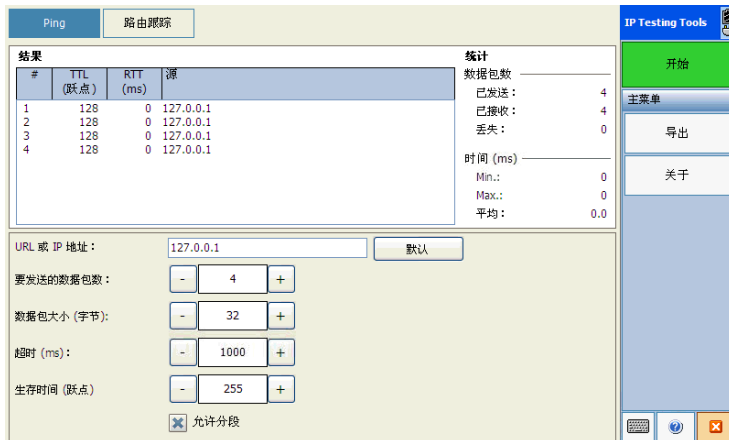 Ping 路由跟踪 IP Testing Tools
开始
主菜单
导出
关于
结果
# TTL (跃点) RTT (ms) 源
1 128 0 127.0.0.1
2 128 0 127.0.0.1
3 128 0 127.0.0.1
4 128 0 127.0.0.1
统计
数据包数
已发送： 4
已接收： 4
丢失： 0
时间 (ms)
Min.: 0
Max.: 0
平均： 0.0
URL 或 IP 地址： 127.0.0.1 默认
要发送的数据包数： - 4 +
数据包大小 (字节): - 32 +
超时 (ms)： - 1000 +
生存时间 (跃点) - 255 +
允许分段